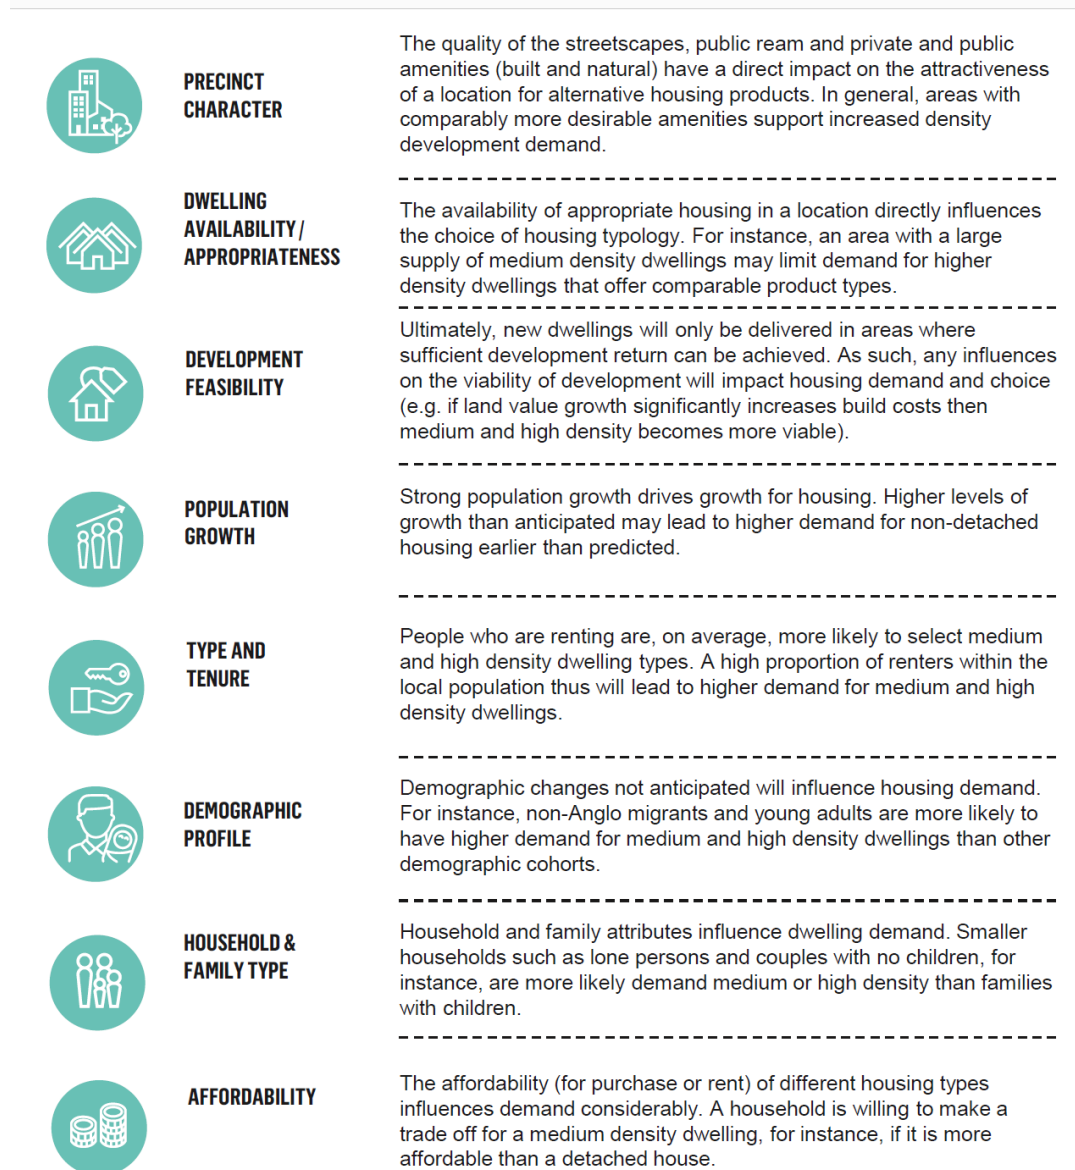 PRECINCT
CHARACTER
The quality of the streetscapes, public ream and private and public
amenities (built and natural) have a direct impact on the attractiveness
of a location for alternative housing products. In general, areas with
comparably more desirable amenities support increased density
development demand.
DWELLING
AVAILABILITY /
APPROPRIATENESS
The availability of appropriate housing in a location directly influences
the choice of housing typology. For instance, an area with a large
supply of medium density dwellings may limit demand for higher
density dwellings that offer comparable product types.
DEVELOPMENT
FEASIBILITY
Ultimately, new dwellings will only be delivered in areas where
sufficient development return can be achieved. As such, any influences
on the viability of development will impact housing demand and choice
(e.g. if land value growth significantly increases build costs then
medium and high density becomes more viable).
POPULATION
GROWTH
Strong population growth drives growth for housing. Higher levels of
growth than anticipated may lead to higher demand for non-detached
housing earlier than predicted.
TYPE AND
TENURE
People who are renting are, on average, more likely to select medium
and high density dwelling types. A high proportion of renters within the
local population thus will lead to higher demand for medium and high
density dwellings.
DEMOGRAPHIC
PROFILE
Demographic changes not anticipated will influence housing demand.
For instance, non-Anglo migrants and young adults are more likely to
have higher demand for medium and high density dwellings than other
demographic cohorts.
HOUSEHOLD &
FAMILY TYPE
Household and family attributes influence dwelling demand. Smaller
households such as lone persons and couples with no children, for
instance, are more likely demand medium or high density than families
with children.
AFFORDABILITY
The affordability (for purchase or rent) of different housing types
influences demand considerably. A household is willing to make a
trade off for a medium density dwelling, for instance, if it is more
affordable than a detached house.